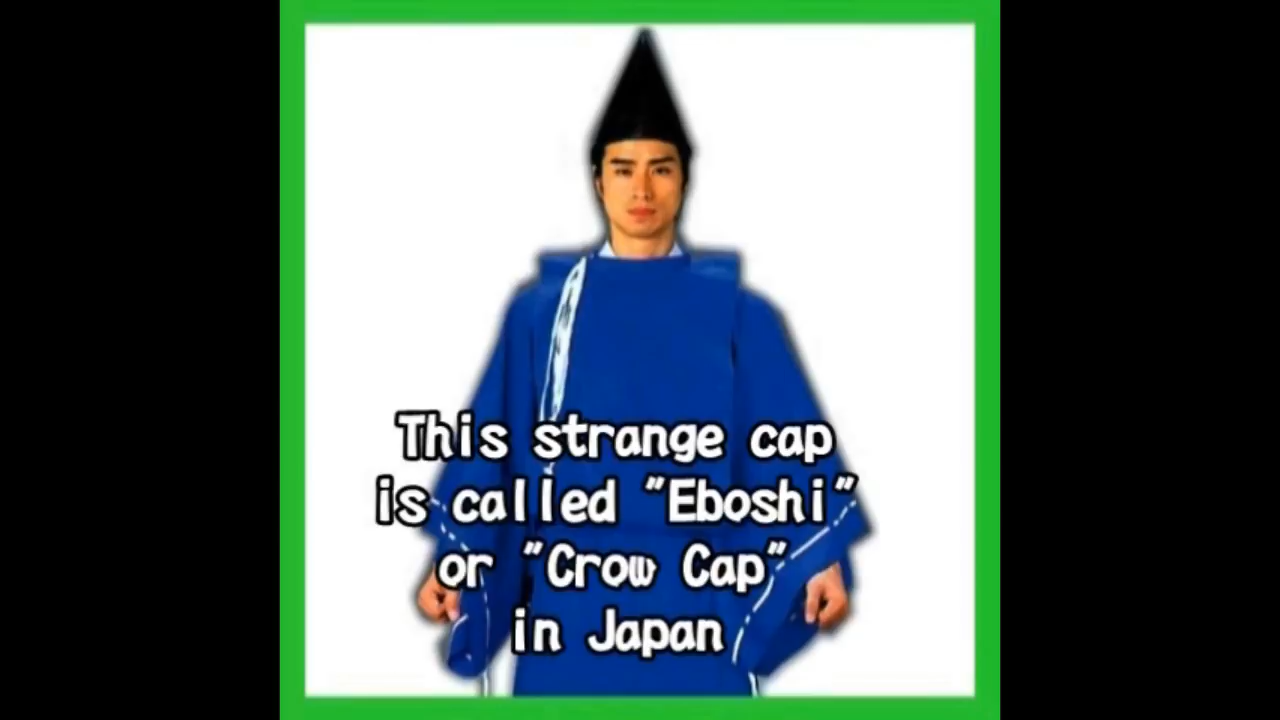 This strange cap
is called "Eboshi"
or "Crow Cap"
in Japan